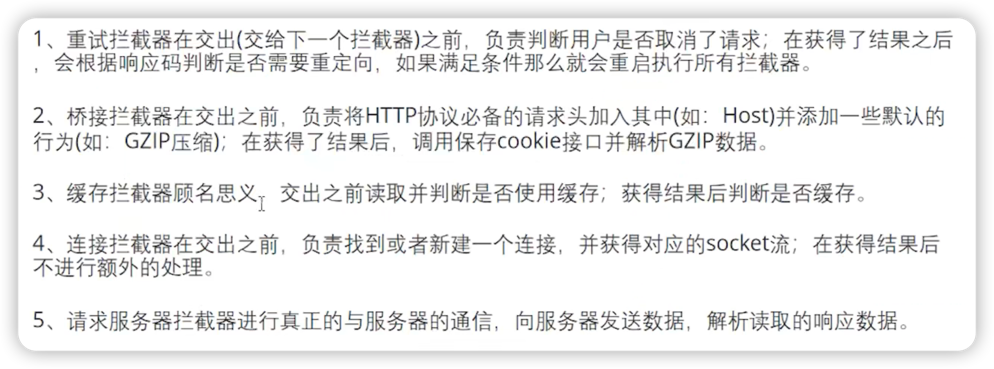 1、重试拦截器在交出(交给下一个拦截器)之前，负责判断用户是否取消了请求；在获得了结果之后
，会根据响应码判断是否需要重定向，如果满足条件那么就会重启执行所有拦截器。
2、桥接拦截器在交出之前，负责将HTTP协议必备的请求头加入其中(如：Host)并添加一些默认的
行为(如：GZIP压缩)；在获得了结果后，调用保存cookie接口并解析GZIP数据。
3、缓存拦截器顾名思义，交出之前读取并判断是否使用缓存；获得结果后判断是否缓存。
4、连接拦截器在交出之前，负责找到或者新建一个连接，并获得对应的socket流；在获得结果后
不进行额外的处理。
5、请求服务器拦截器进行真正的与服务器的通信，向服务器发送数据，解析读取的响应数据。